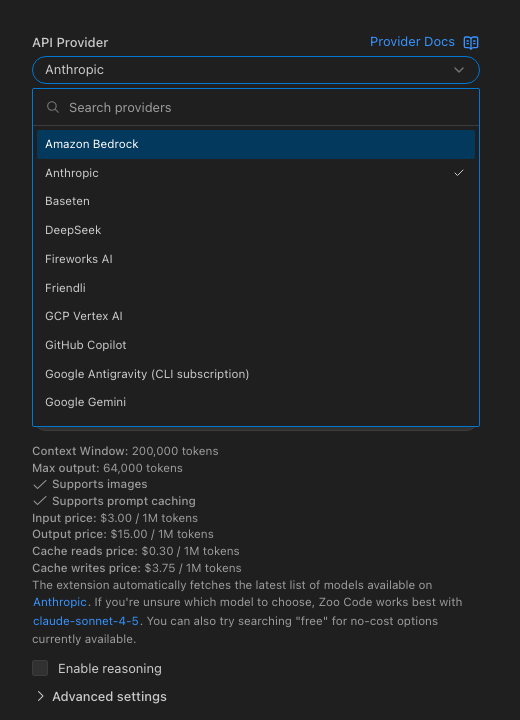 API Provider
Provider Docs
Anthropic
Search providers
Amazon Bedrock
Anthropic
Baseten
DeepSeek
Fireworks AI
Friendli
GCP Vertex AI
GitHub Copilot
Google Antigravity (CLI subscription)
Google Gemini
Context Window: 200,000 tokens
Max output: 64,000 tokens
Supports images
Supports prompt caching
Input price: $3.00 / 1M tokens
Output price: $15.00 / 1M tokens
Cache reads price: $0.30 / 1M tokens
Cache writes price: $3.75 / 1M tokens
The extension automatically fetches the latest list of models available on
Anthropic. If you're unsure which model to choose, Zoo Code works best with
claude-sonnet-4-5. You can also try searching "free" for no-cost options
currently available.
Enable reasoning
Advanced settings